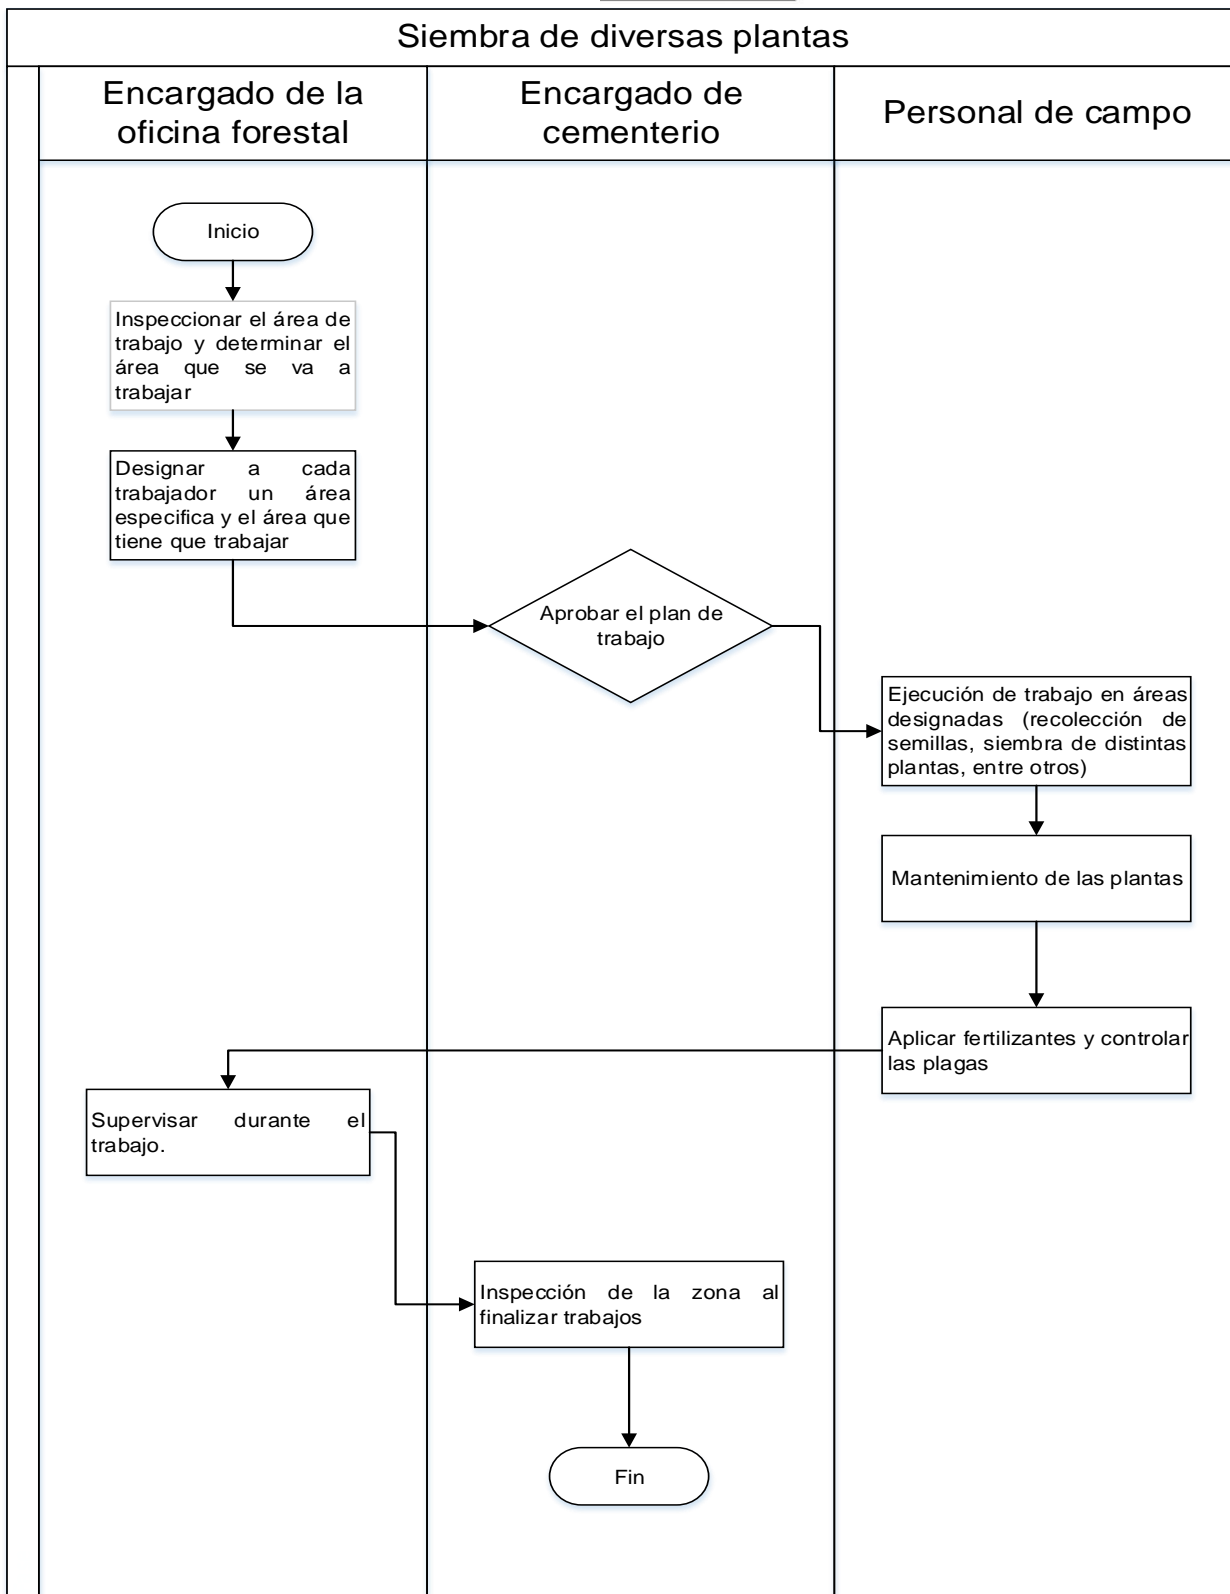 Siembra de diversas plantas
Encargado de la
oficina forestal
Encargado de
cementerio
Personal de campo
Inicio
Inspeccionar el área de
trabajo y determinar el
área que se va a
trabajar
Designar a cada
trabajador un área
especifica y el área que
tiene que trabajar
Aprobar el plan de
trabajo
Ejecución de trabajo en áreas
designadas (recolección de
semillas, siembra de distintas
plantas, entre otros)
Mantenimiento de las plantas
Aplicar fertilizantes y controlar
las plagas
Supervisar durante el
trabajo.
Inspección de la zona al
finalizar trabajos
Fin